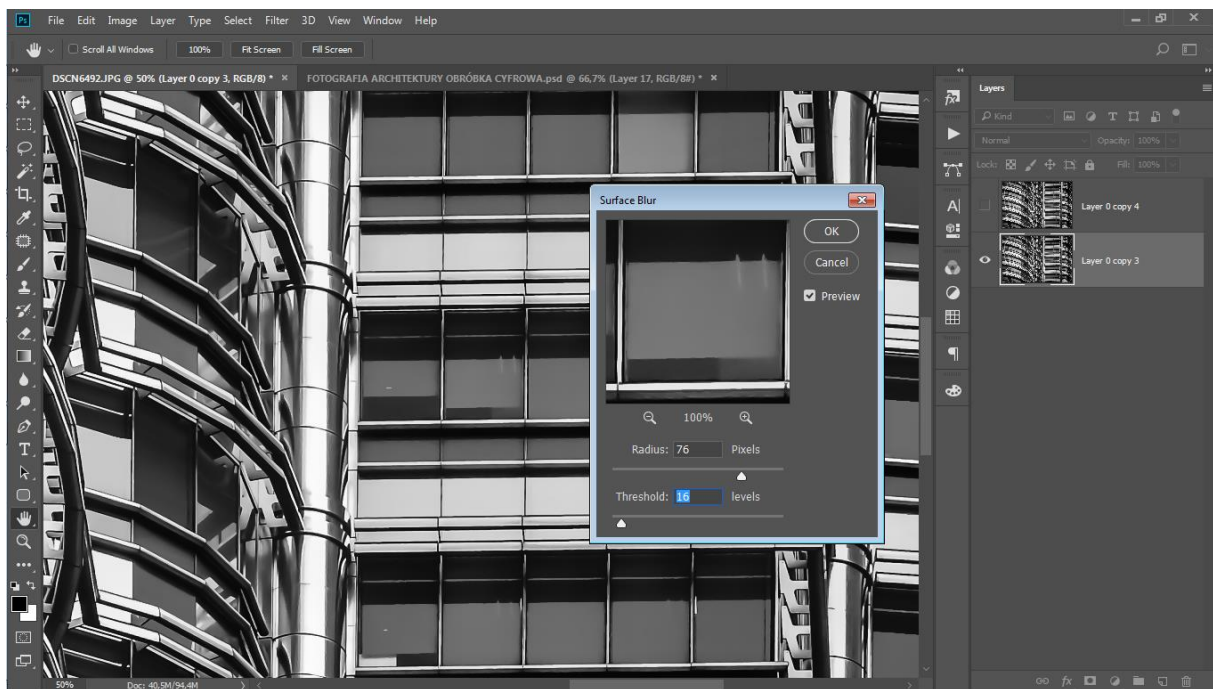 Ps File Edit Image Layer Type Select Filter 3D View Window Help
Scroll All Windows 100% Fit Screen Fill Screen
DSCN6492.JPG @ 50% (Layer 0 copy 3, RGB/8) * × FOTOGRAFIA ARCHITEKTURY OBRÓBKA CYFROWA.psd @ 66,7% (Layer 17, RGB/8#) * ×
Layers
Kind
Normal Opacity: 100%
Lock: Fill: 100%
Layer 0 copy 4
Layer 0 copy 3
Surface Blur
OK
Cancel
Preview
100%
Radius: 76 Pixels
Threshold: 16 levels
50% Doc: 40,5M/94,4M